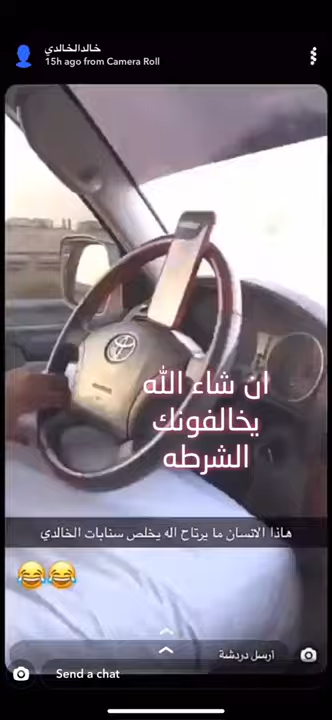 خالدالخالدي
15h ago from Camera Roll
ان شاء الله
يخالفونك
الشرطه
هاذا الانسان ما يرتاح اله يخلص سنابات الخالدي
😂😂
ارسل دردشة
Send a chat